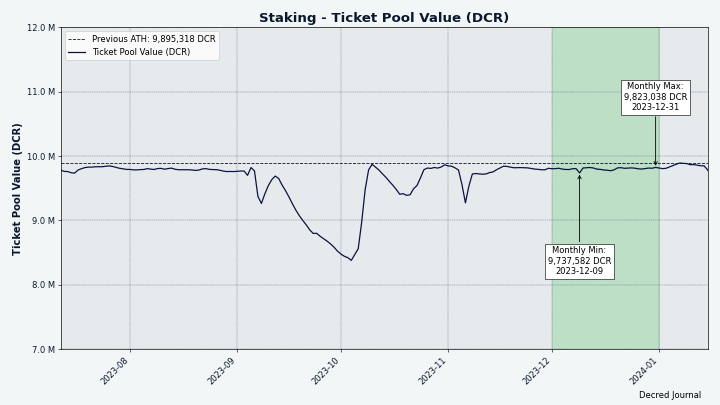 Staking - Ticket Pool Value (DCR)
12.0 M
Previous ATH: 9,895,318 DCR
Ticket Pool Value (DCR)
Monthly Max:
9,823,038 DCR
2023-12-31
11.0 M
10.0 M
9.0 M
8.0 M
7.0 M
Ticket Pool Value (DCR)
Monthly Min:
9,737,582 DCR
2023-12-09
2023-08
2023-09
2023-10
2023-11
2023-12
2024-01
Decred Journal